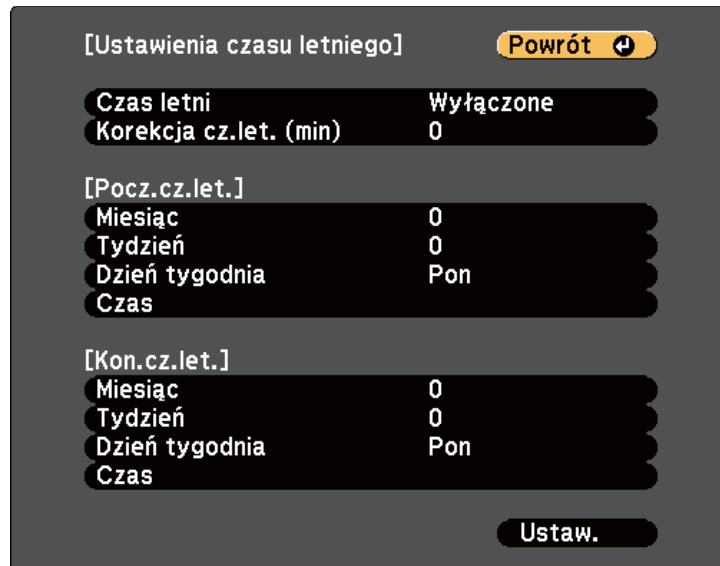 [Ustawienia czasu letniego] Powrót
Czas letni Wyłączone
Korekcja cz.let. (min) 0
[Pocz.cz.let.]
Miesiąc 0
Tydzień 0
Dzień tygodnia Pon
Czas
[Kon.cz.let.]
Miesiąc 0
Tydzień 0
Dzień tygodnia Pon
Czas
Ustaw.